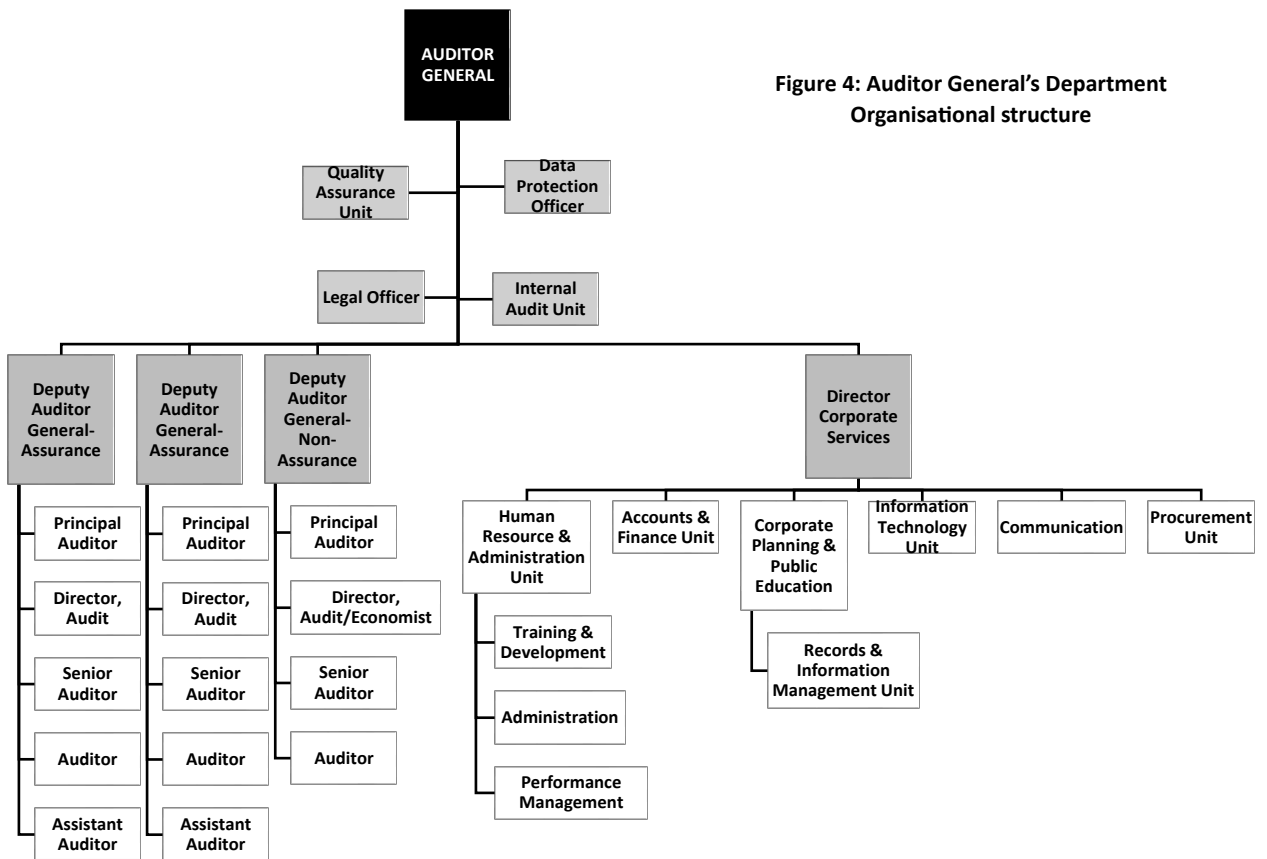 AUDITOR
GENERAL
Figure 4: Auditor General’s Department
Organisational structure
Quality
Assurance
Unit
Data
Protection
Officer
Legal Officer
Internal
Audit Unit
Deputy
Auditor
General-
Assurance
Deputy
Auditor
General-
Assurance
Deputy
Auditor
General-
Non-
Assurance
Director
Corporate
Services
Principal
Auditor
Director,
Audit
Senior
Auditor
Auditor
Assistant
Auditor
Principal
Auditor
Director,
Audit
Senior
Auditor
Auditor
Assistant
Auditor
Principal
Auditor
Director,
Audit/Economist
Senior
Auditor
Auditor
Human
Resource &
Administration
Unit
Training &
Development
Administration
Performance
Management
Accounts &
Finance Unit
Corporate
Planning &
Public
Education
Records &
Information
Management Unit
Information
Technology
Unit
Communication
Procurement
Unit